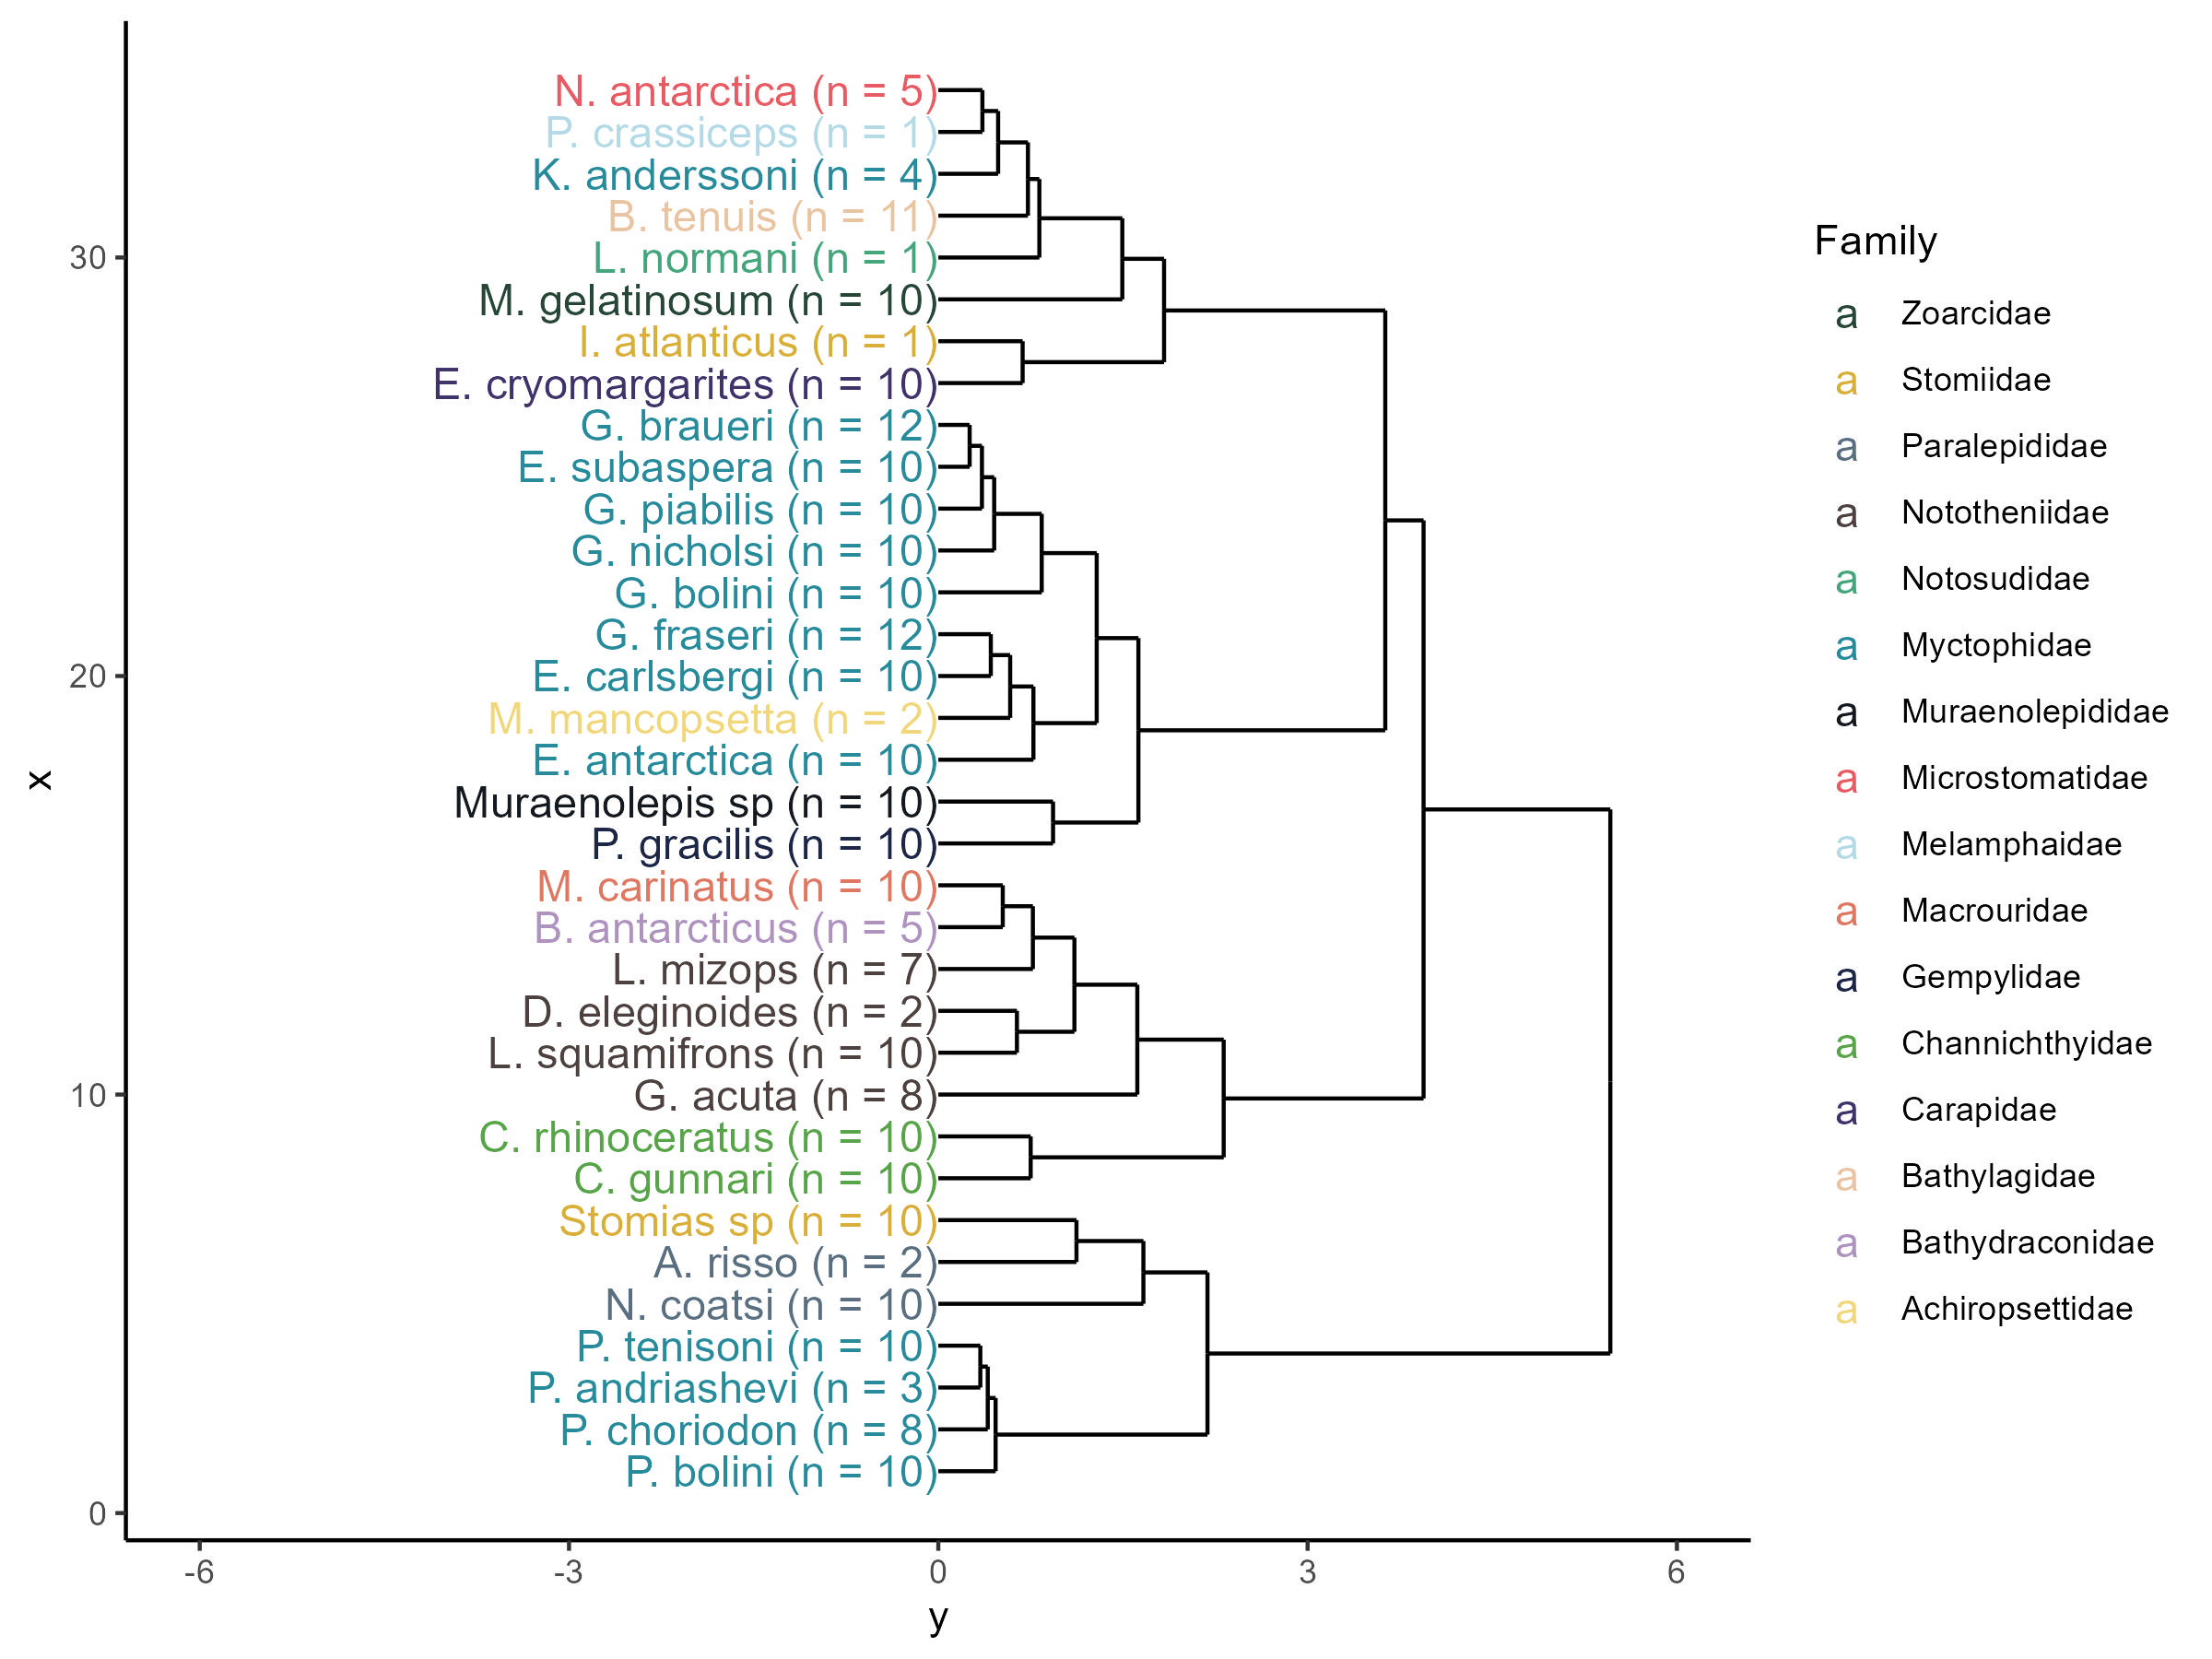 N. antarctica (n = 5)
P. crassiceps (n = 1)
K. anderssoni (n = 4)
B. tenuis (n = 11)
L. normani (n = 1)
M. gelatinosum (n = 10)
I. atlanticus (n = 1)
E. cryomargarites (n = 10)
G. braueri (n = 12)
E. subaspera (n = 10)
G. piabilis (n = 10)
G. nicholsi (n = 10)
G. bolini (n = 10)
G. fraseri (n = 12)
E. carlsbergi (n = 10)
M. mancopsetta (n = 2)
E. antarctica (n = 10)
Muraenolepis sp (n = 10)
P. gracilis (n = 10)
M. carinatus (n = 10)
B. antarcticus (n = 5)
L. mizops (n = 7)
D. eleginoides (n = 2)
L. squamifrons (n = 10)
G. acuta (n = 8)
C. rhinoceratus (n = 10)
C. gunnari (n = 10)
Stomias sp (n = 10)
A. risso (n = 2)
N. coatsi (n = 10)
P. tenisoni (n = 10)
P. andriashevi (n = 3)
P. choriodon (n = 8)
P. bolini (n = 10)
30
20
10
0
x
-6 -3 0 3 6
y
Family
a Zoarcidae
a Stomiidae
a Paralepididae
a Nototheniidae
a Notosudidae
a Myctophidae
a Muraenolepididae
a Microstomatidae
a Melamphaidae
a Macrouridae
a Gempylidae
a Channichthyidae
a Carapidae
a Bathylagidae
a Bathydraconidae
a Achiropsettidae